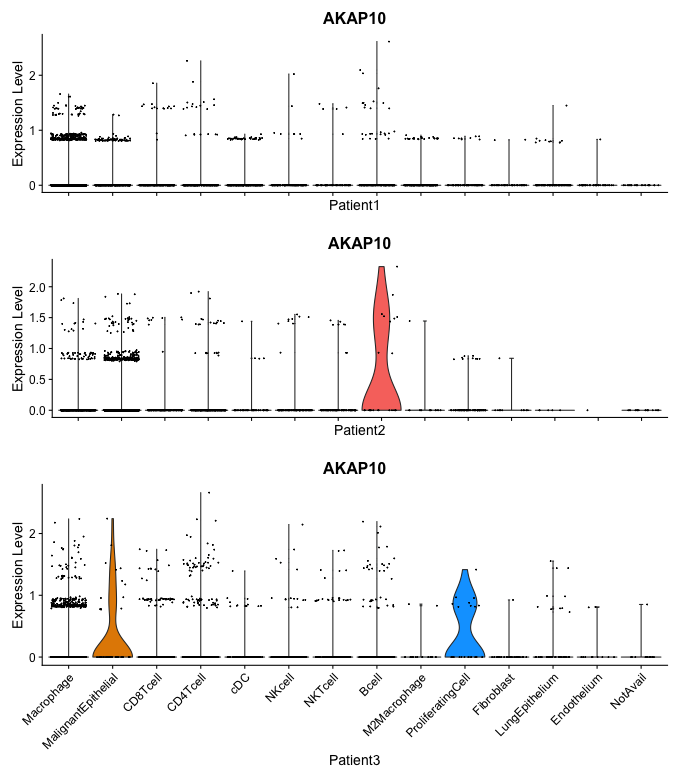 AKAP10
Expression Level
2
1
0
Patient1
AKAP10
Expression Level
2.0
1.5
1.0
0.5
0.0
Patient2
AKAP10
Expression Level
2
1
0
Macrophage
MalignantEpithelial
CD8Tcell
CD4Tcell
cDC
NKcell
NKTcell
Bcell
M2Macrophage
ProliferatingCell
Fibroblast
LungEpithelium
Endothelium
NotAvail
Patient3